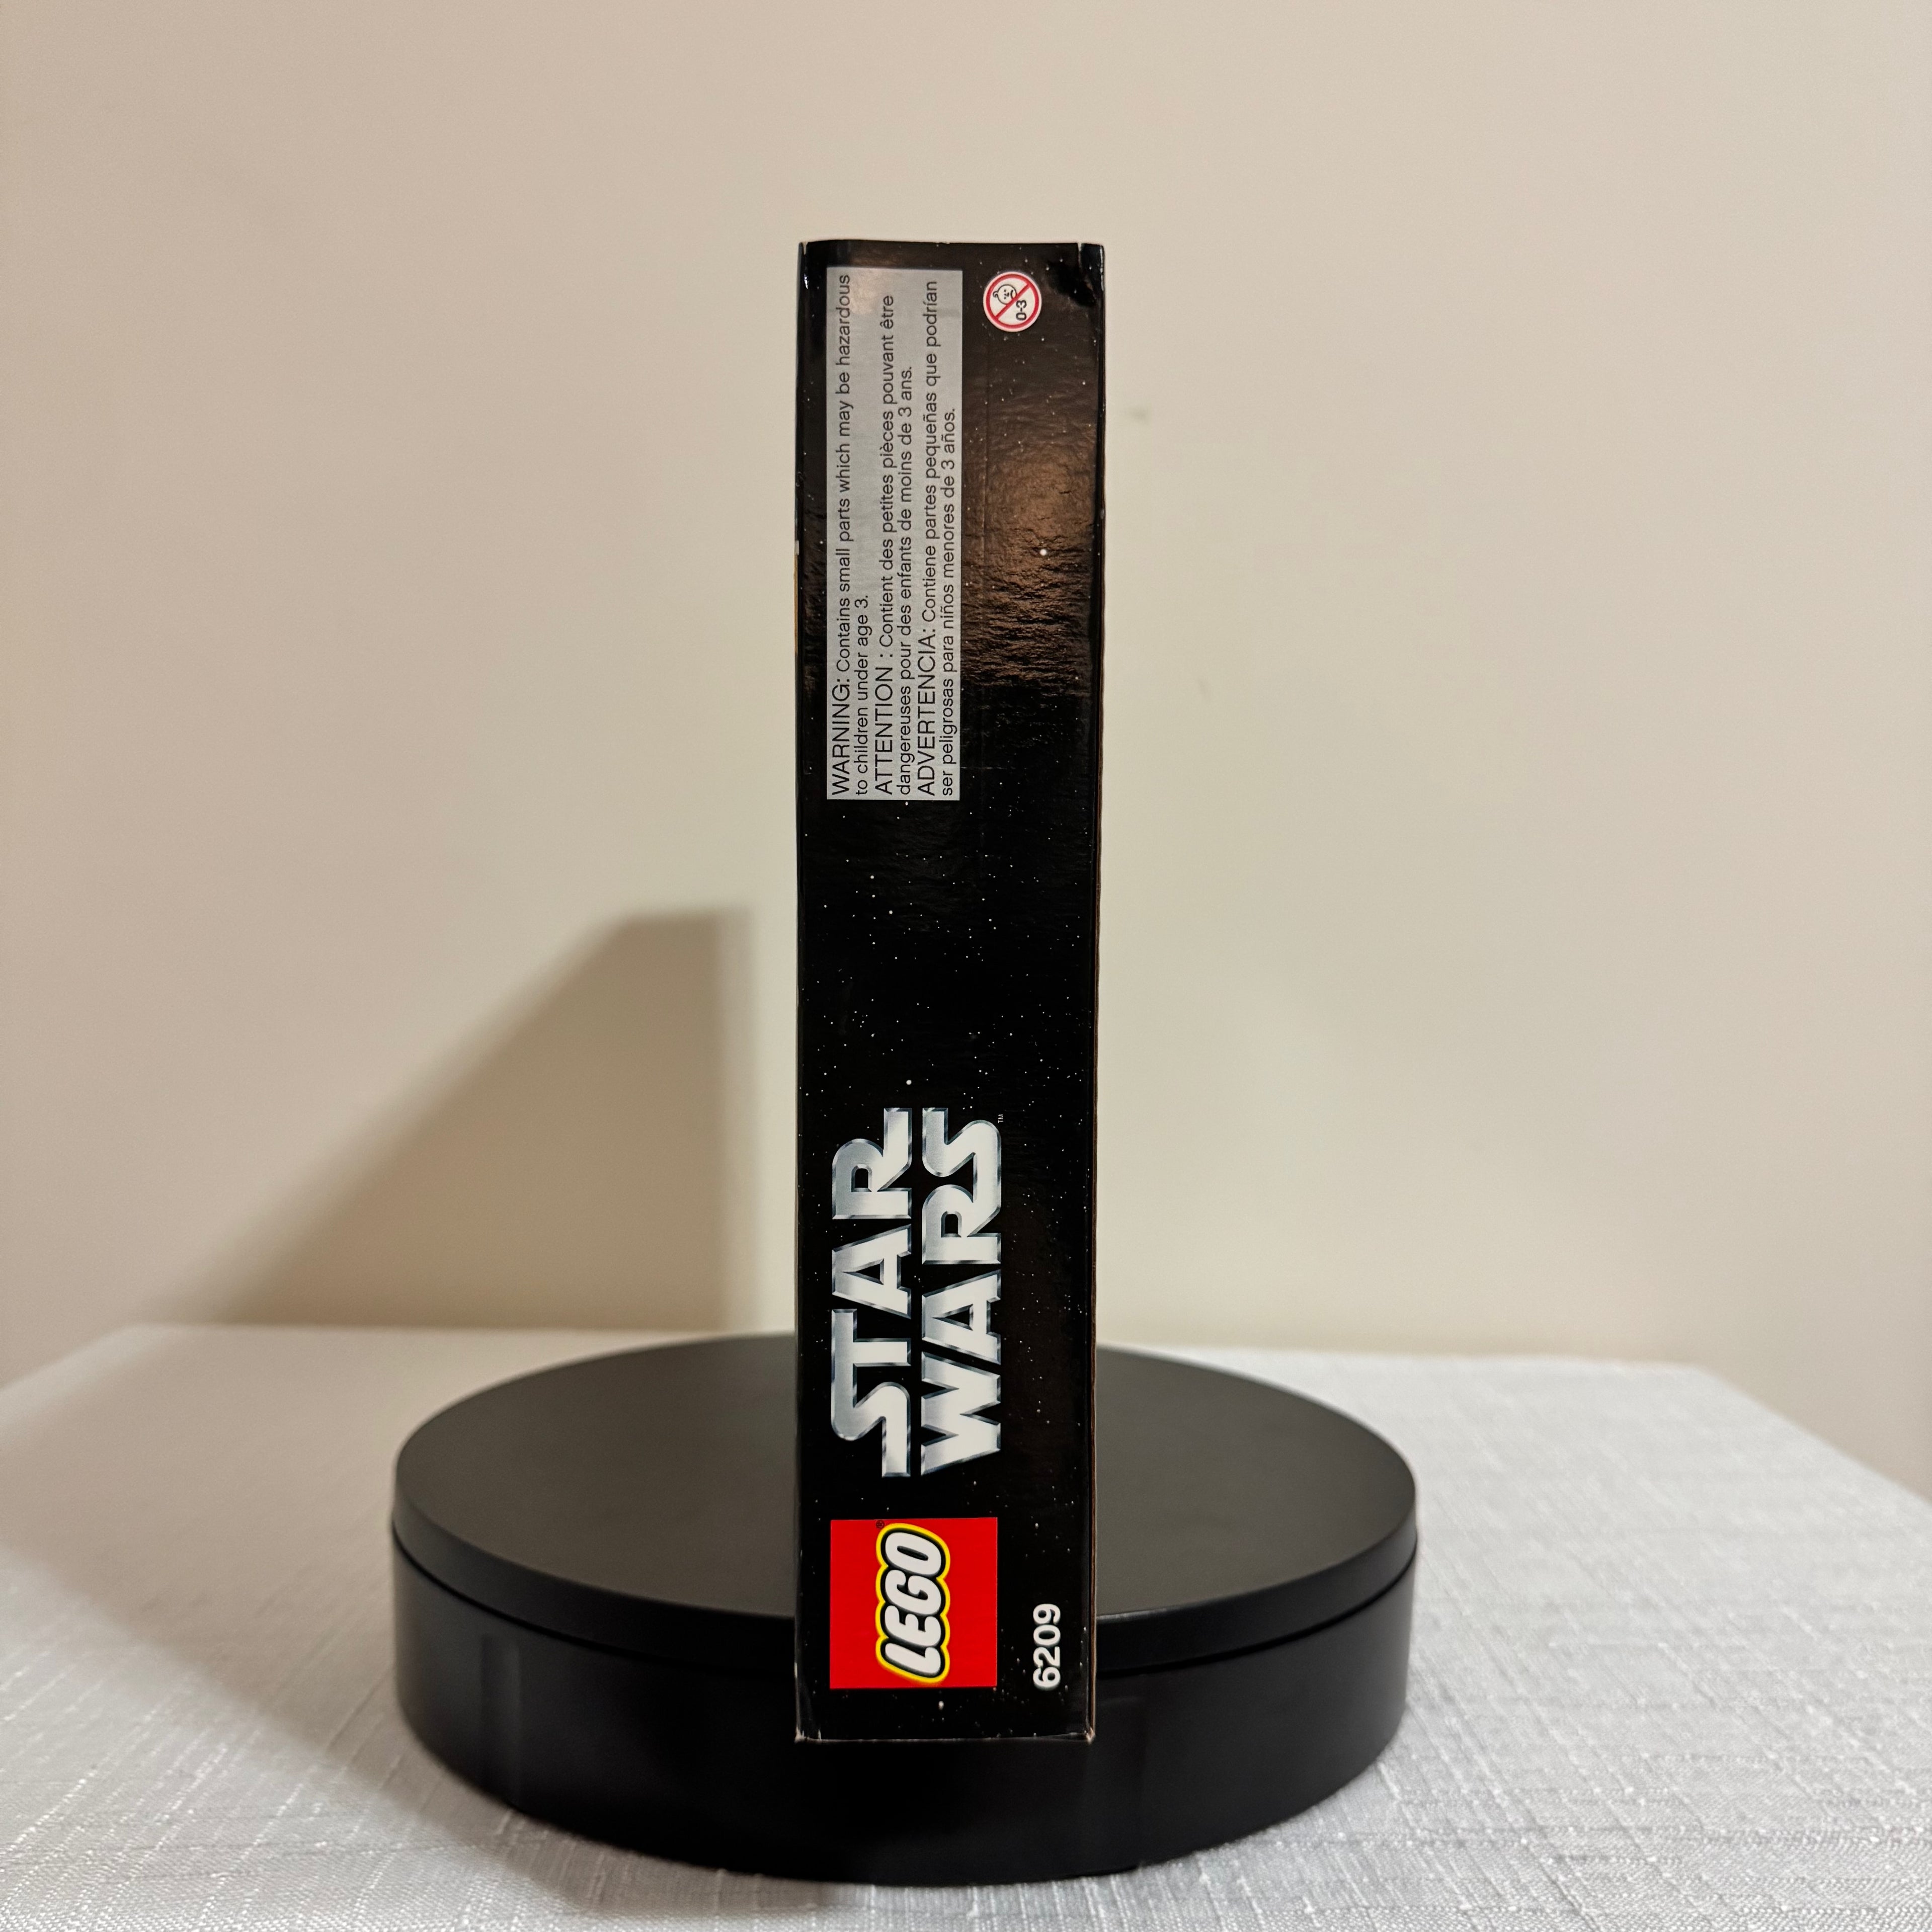 WARNING: Contains small parts which may be hazardous
to children under age 3.
ATTENTION : Contient des petites pièces pouvant être
dangereuses pour des enfants de moins de 3 ans.
ADVERTENCIA: Contiene partes pequeñas que podrían
ser peligrosas para niños menores de 3 años.
0-3
STAR
WARS™
LEGO®
6209